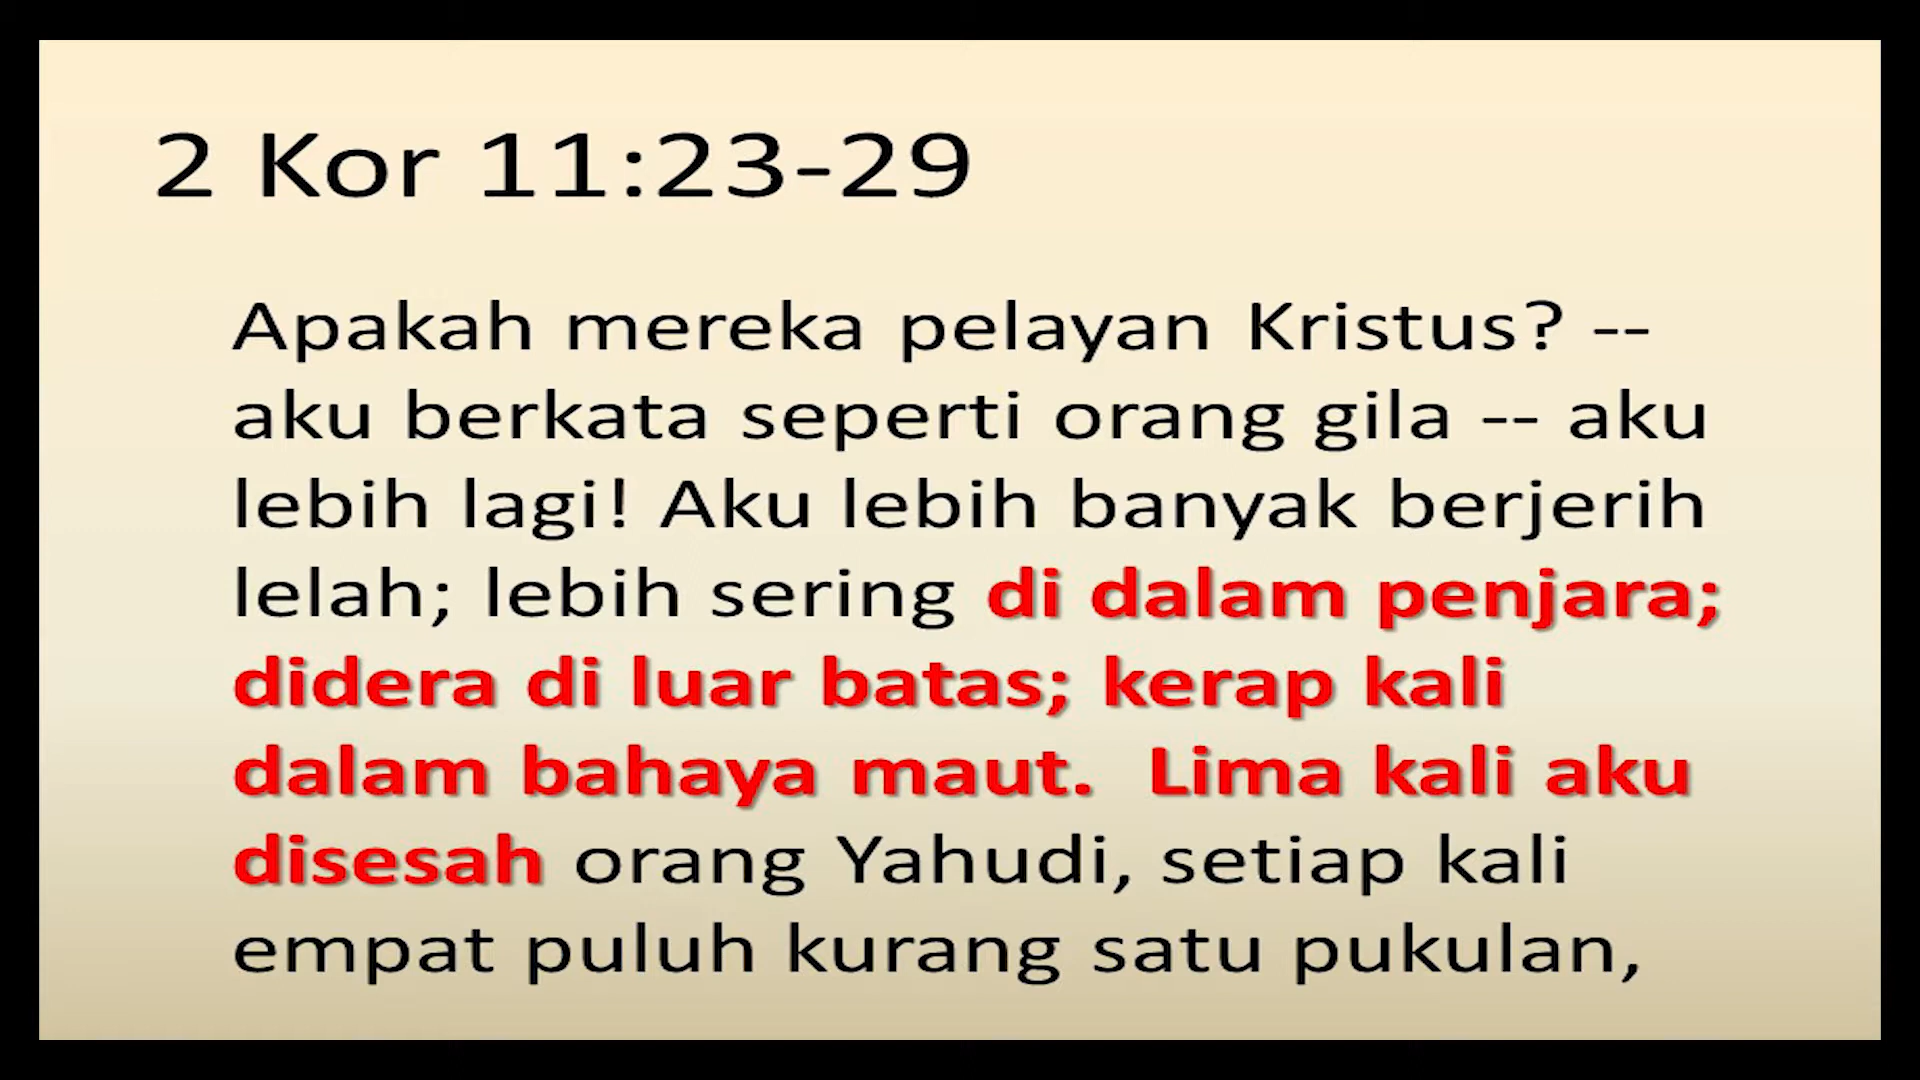 2 Kor 11:23-29
Apakah mereka pelayan Kristus? --
aku berkata seperti orang gila -- aku
lebih lagi! Aku lebih banyak berjerih
lelah; lebih sering di dalam penjara;
didera di luar batas; kerap kali
dalam bahaya maut.  Lima kali aku
disesah orang Yahudi, setiap kali
empat puluh kurang satu pukulan,